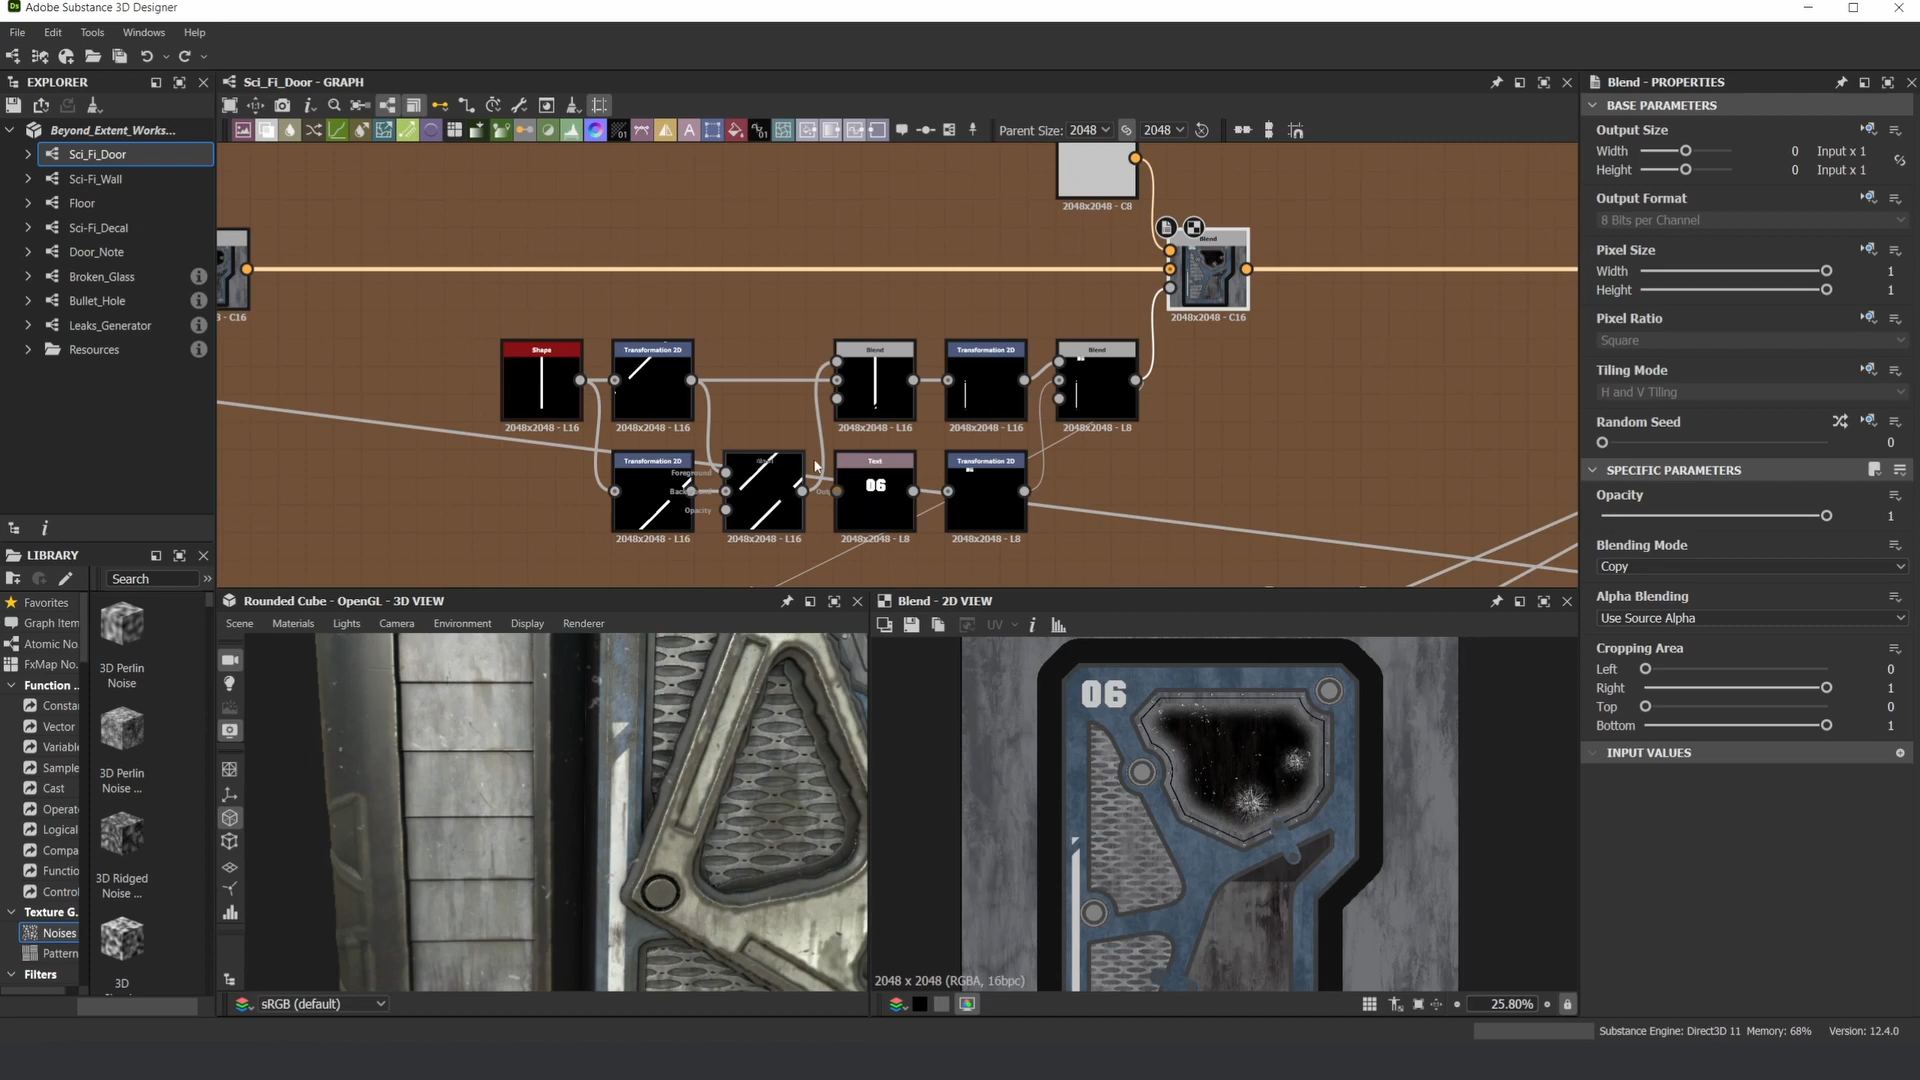 Adobe Substance 3D Designer
File Edit Tools Windows Help
EXPLORER
Beyond_Extent_Works...
Sci_Fi_Door
Sci-Fi_Wall
Floor
Sci-Fi_Decal
Door_Note
Broken_Glass
Bullet_Hole
Leaks_Generator
Resources
LIBRARY
Search
Favorites
Graph Item
Atomic No.
FxMap No.
Function ..
Consta
Vector
Variabl
Sample
Cast
Operat
Logical
Compa
Functio
Control
Texture G.
Noises
Pattern
Filters
3D Perlin
Noise
3D Perlin
Noise ...
3D Ridged
Noise ...
3D
Sci_Fi_Door - GRAPH
Parent Size: 2048 2048
2048x2048 - C8
Blend
2048x2048 - C16
8 - C16
Shape
2048x2048 - L16
Transformation 2D
2048x2048 - L16
Blend
2048x2048 - L16
Transformation 2D
2048x2048 - L16
Blend
2048x2048 - L8
Transformation 2D
2048x2048 - L16
Foreground
Opacity
2048x2048 - L16
Text
06
2048x2048 - L8
Transformation 2D
2048x2048 - L8
Rounded Cube - OpenGL - 3D VIEW
Scene Materials Lights Camera Environment Display Renderer
sRGB (default)
Blend - 2D VIEW
UV
06
2048 x 2048 (RGBA, 16bpc)
25.80%
Blend - PROPERTIES
BASE PARAMETERS
Output Size
Width 0 Input x 1
Height 0 Input x 1
Output Format
8 Bits per Channel
Pixel Size
Width 1
Height 1
Pixel Ratio
Square
Tiling Mode
H and V Tiling
Random Seed
0
SPECIFIC PARAMETERS
Opacity
1
Blending Mode
Copy
Alpha Blending
Use Source Alpha
Cropping Area
Left 0
Right 1
Top 0
Bottom 1
INPUT VALUES
Substance Engine: Direct3D 11 Memory: 68% Version: 12.4.0